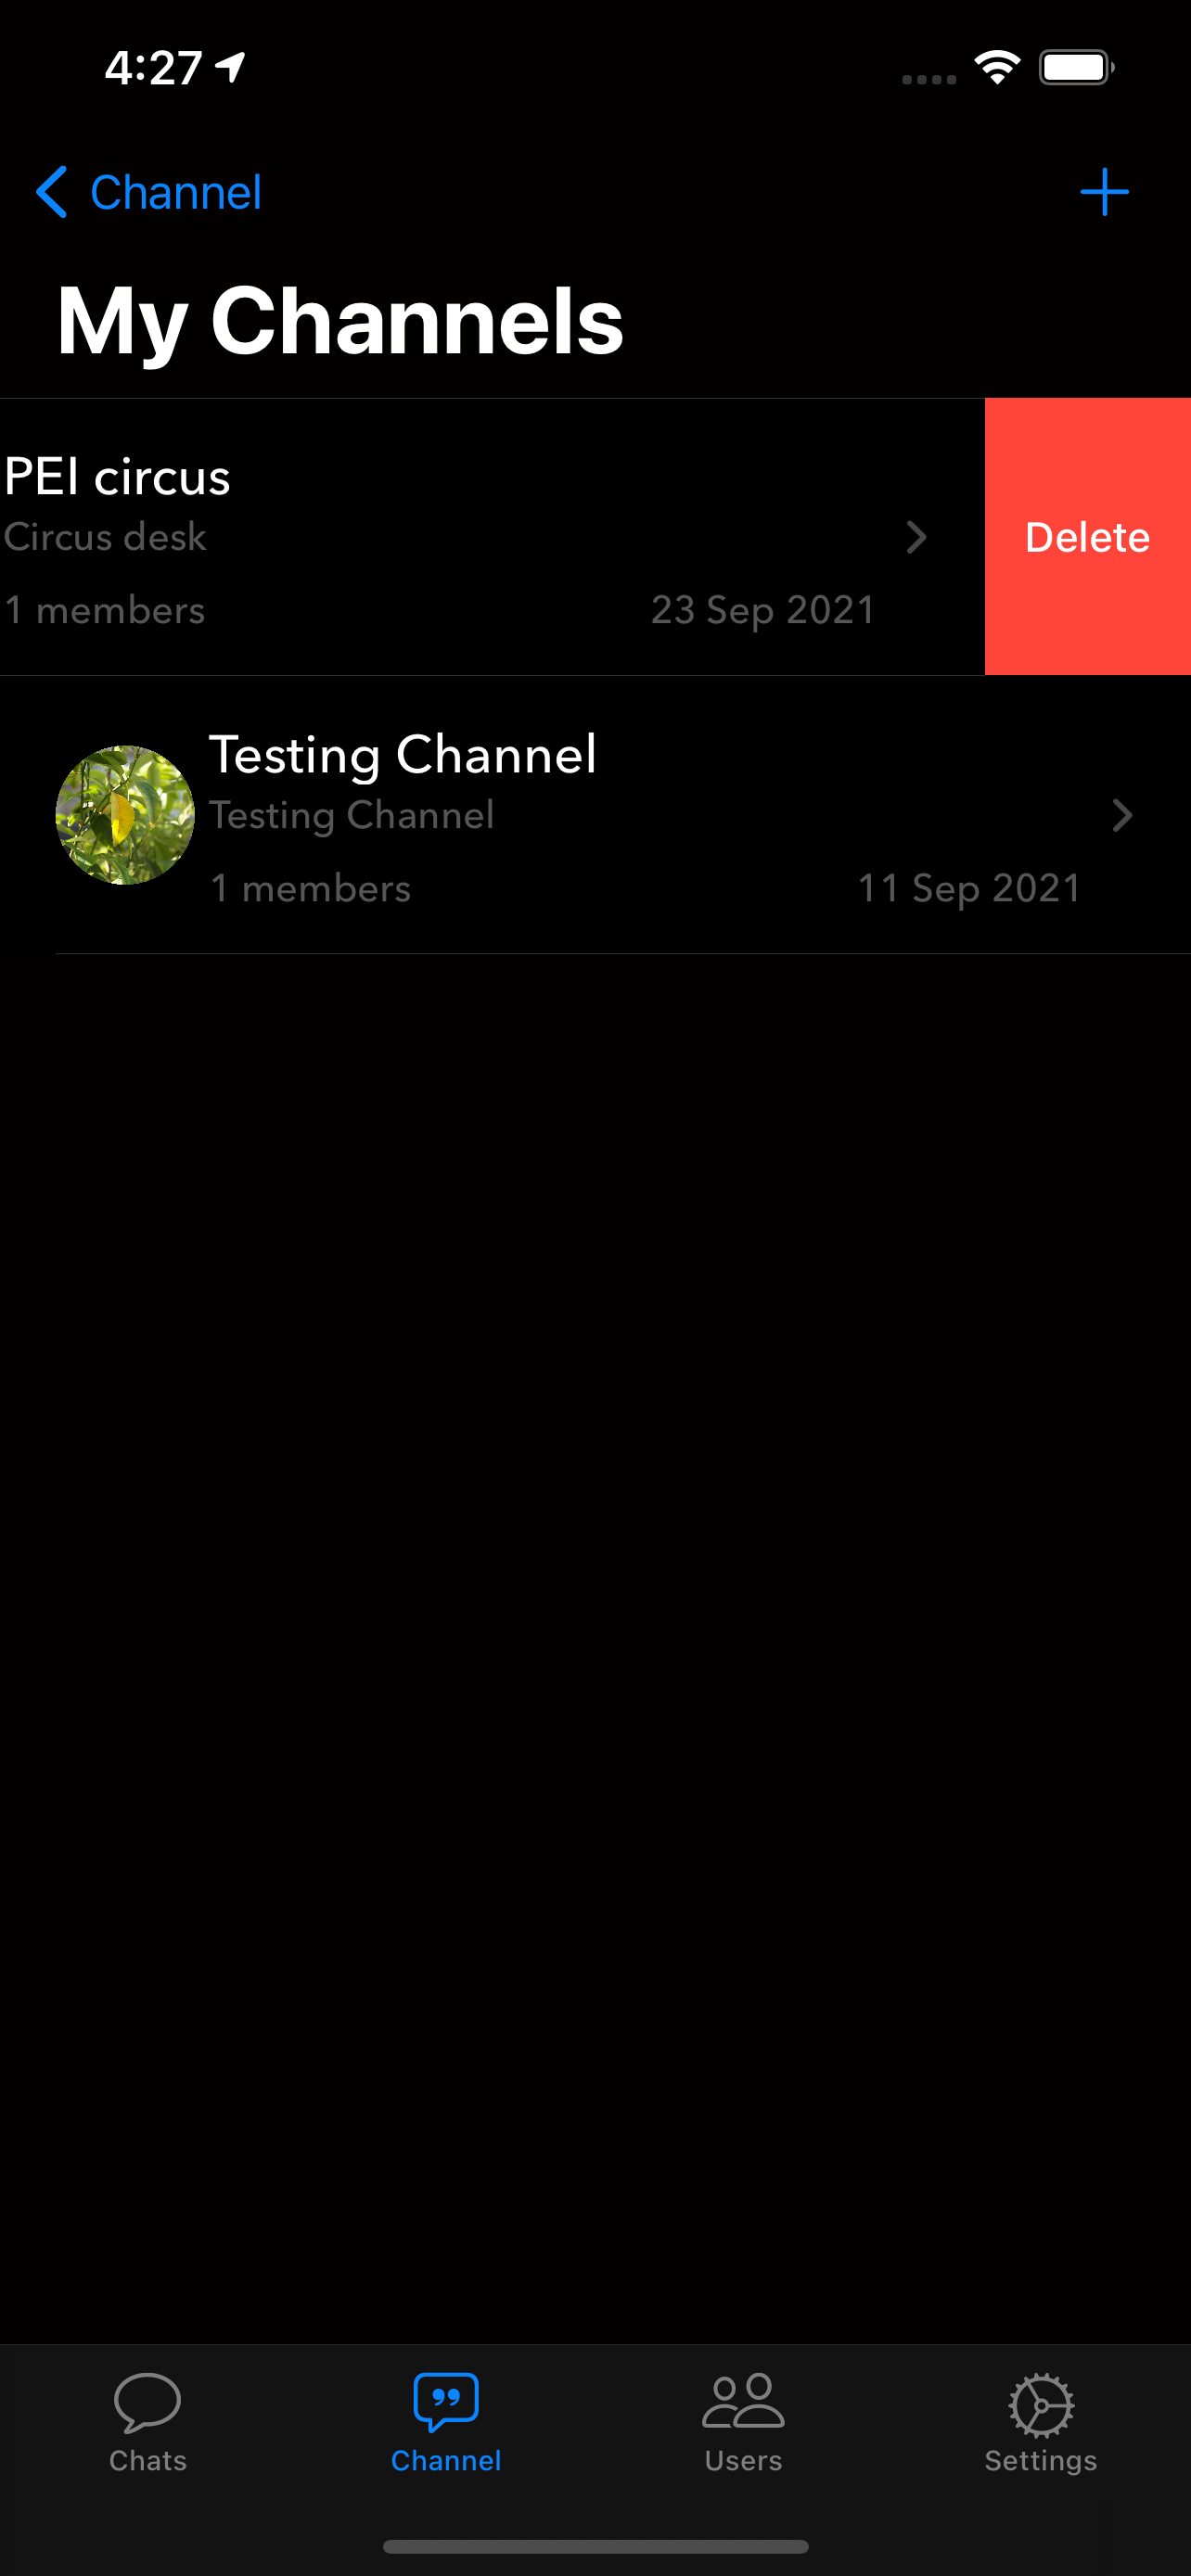 4:27
Channel
My Channels
PEI circus
Circus desk
1 members
23 Sep 2021
Delete
Testing Channel
Testing Channel
1 members
11 Sep 2021
Chats
Channel
Users
Settings